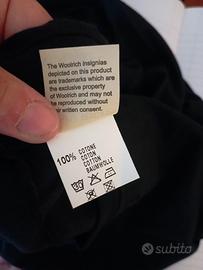 The Woolrich Insignias
depicted on this product
are trademarks which are
the exclusive property
of Woolrich and may not
be reproduced without
their written consent.
100%
COTONE
COTON
COTTON
BAUMWOLLE
subito